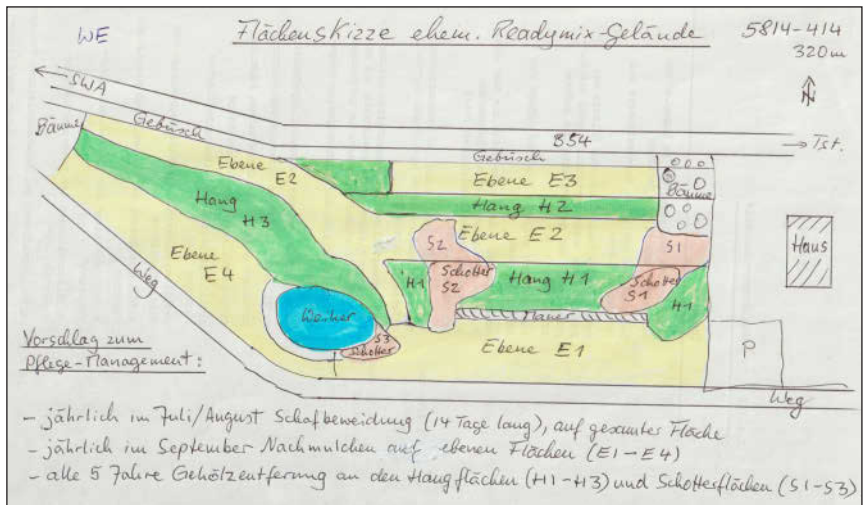 WE
Flächenskizze ehem. Readymix-Gelände
5814-414
320m
N
SWA
Bäume
Gebüsch
B54
Tst.
Gebüsch
Ebene
E2
Ebene E3
Bäume
Hang
H3
Hang H2
S2
Ebene E2
S1
Haus
Ebene
E4
H1
Schotter
S2
Hang H1
Schotter
S1
H1
Weg
Weiher
Mauer
S3
Schotter
Ebene E1
P
Weg
Vorschlag zum
Pflege-Management:
- jährlich im Juli/August Schafbeweidung (14 Tage lang), auf gesamter Fläche
- jährlich im September Nachmulchen auf ebenen Flächen (E1-E4)
- alle 5 Jahre Gehölzentferung an den Hangflächen (H1-H3) und Schotterflächen (S1-S3)